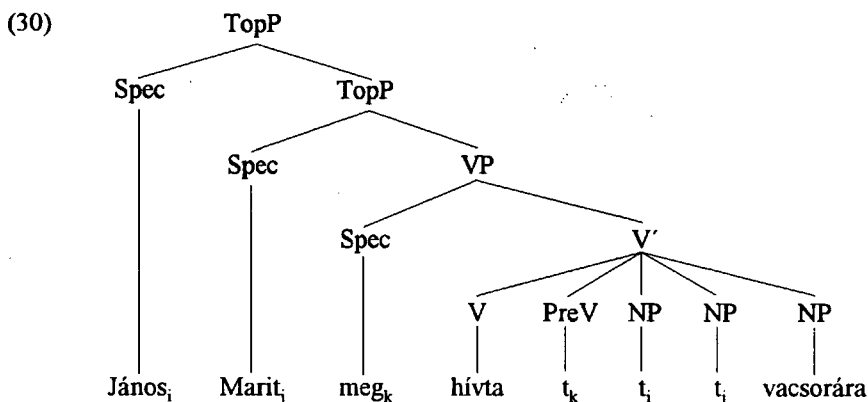 (30) TopP
Spec TopP
Spec VP
Spec V′
V PreV NP NP NP
Jánosᵢ Maritⱼ megₖ hívta tₖ tᵢ tⱼ vacsorára